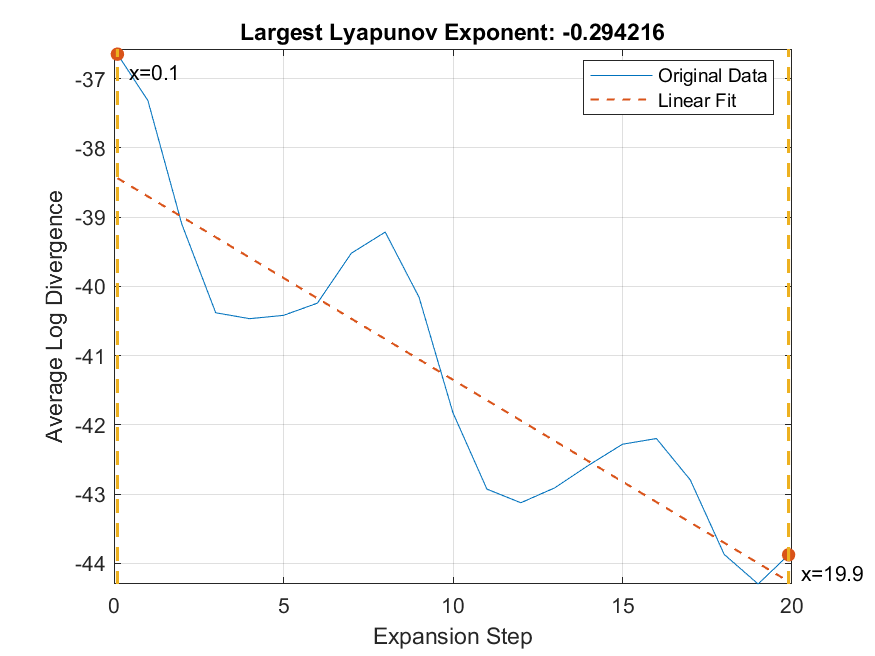 Largest Lyapunov Exponent: -0.294216
Original Data
Linear Fit
x=0.1
x=19.9
-37
-38
-39
-40
-41
-42
-43
-44
Average Log Divergence
0 5 10 15 20
Expansion Step